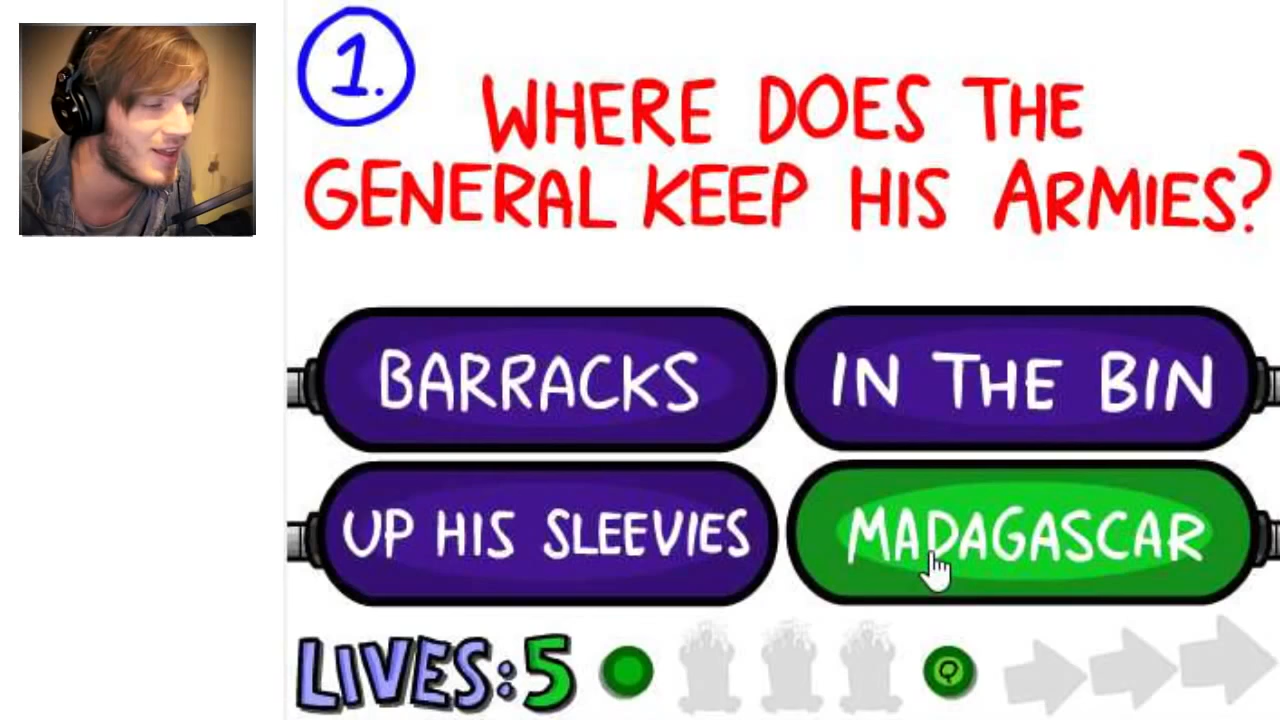 1.
WHERE DOES THE
GENERAL KEEP HIS ARMIES?
BARRACKS
IN THE BIN
UP HIS SLEEVIES
MADAGASCAR
LIVES:5
Q